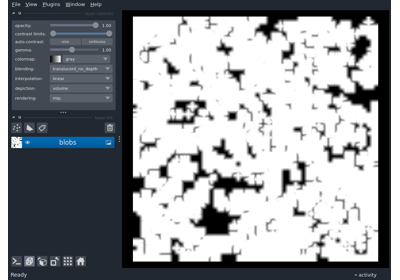 File View Plugins Window Help
opacity: 1.00
contrast limits:
auto-contrast: once continuous
gamma: 1.00
colormap: gray
blending: translucent_no_depth
interpolation: linear
depiction: volume
rendering: mip
blobs
Ready
activity